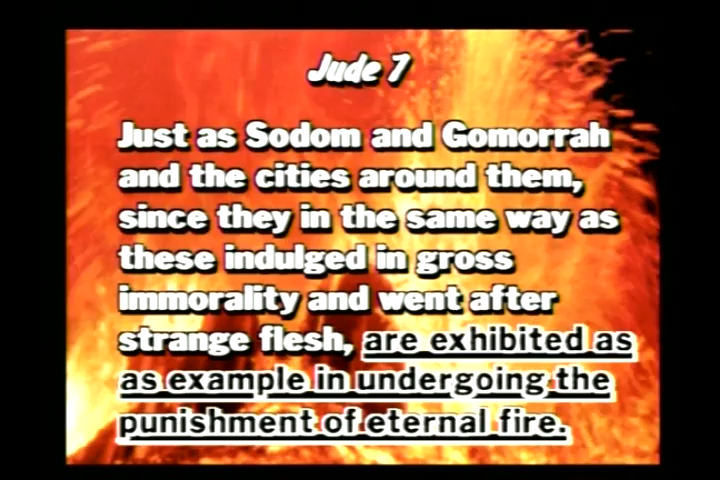 Jude 7
Just as Sodom and Gomorrah
and the cities around them,
since they in the same way as
these indulged in gross
immorality and went after
strange flesh, are exhibited as
as example in undergoing the
punishment of eternal fire.